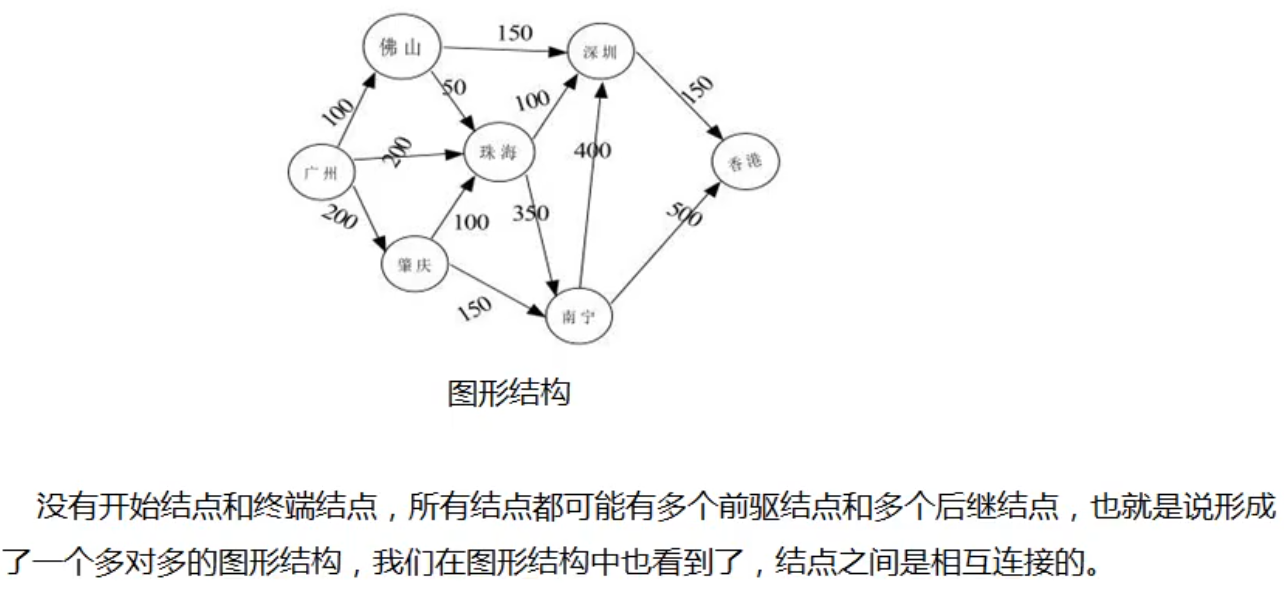 佛山
150
深圳
100
50
100
150
200
珠海
400
香港
广州
200
100
350
500
肇庆
150
南宁
图形结构
没有开始结点和终端结点，所有结点都可能有多个前驱结点和多个后继结点，也就是说形成
了一个多对多的图形结构，我们在图形结构中也看到了，结点之间是相互连接的。